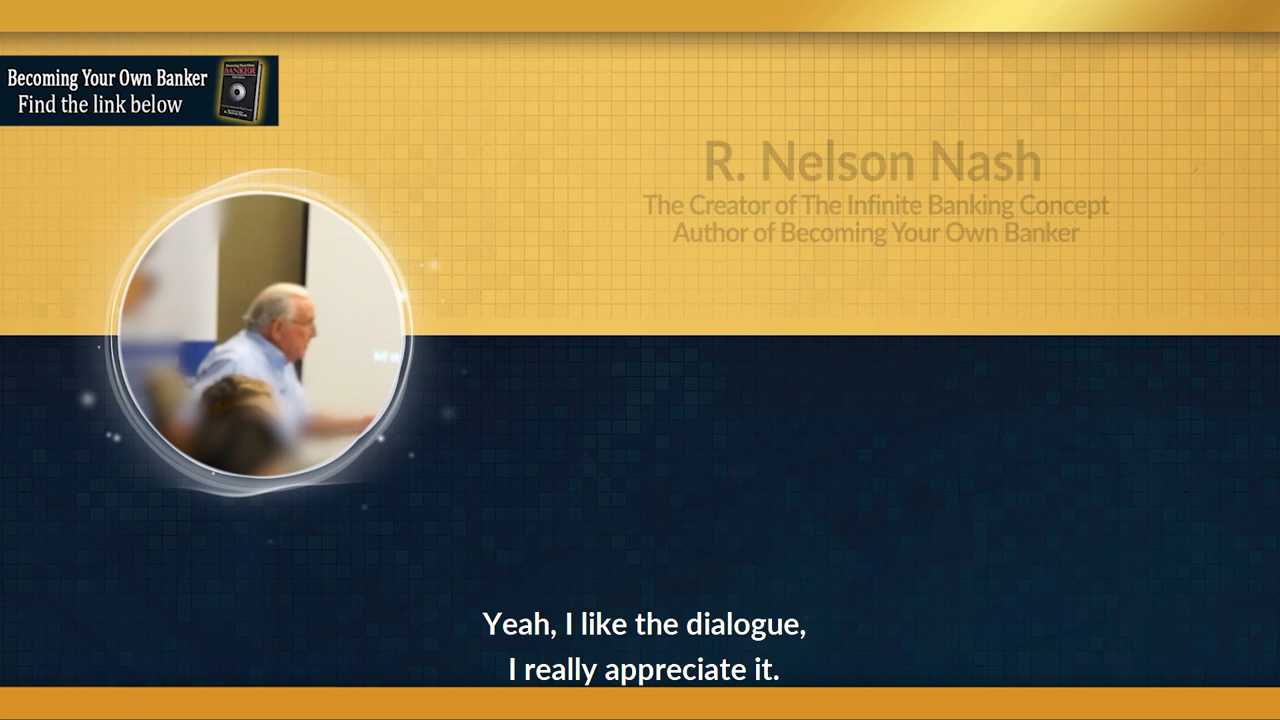 Becoming Your Own Banker
Find the link below
R. Nelson Nash
The Creator of The Infinite Banking Concept
Author of Becoming Your Own Banker
Yeah, I like the dialogue,
I really appreciate it.